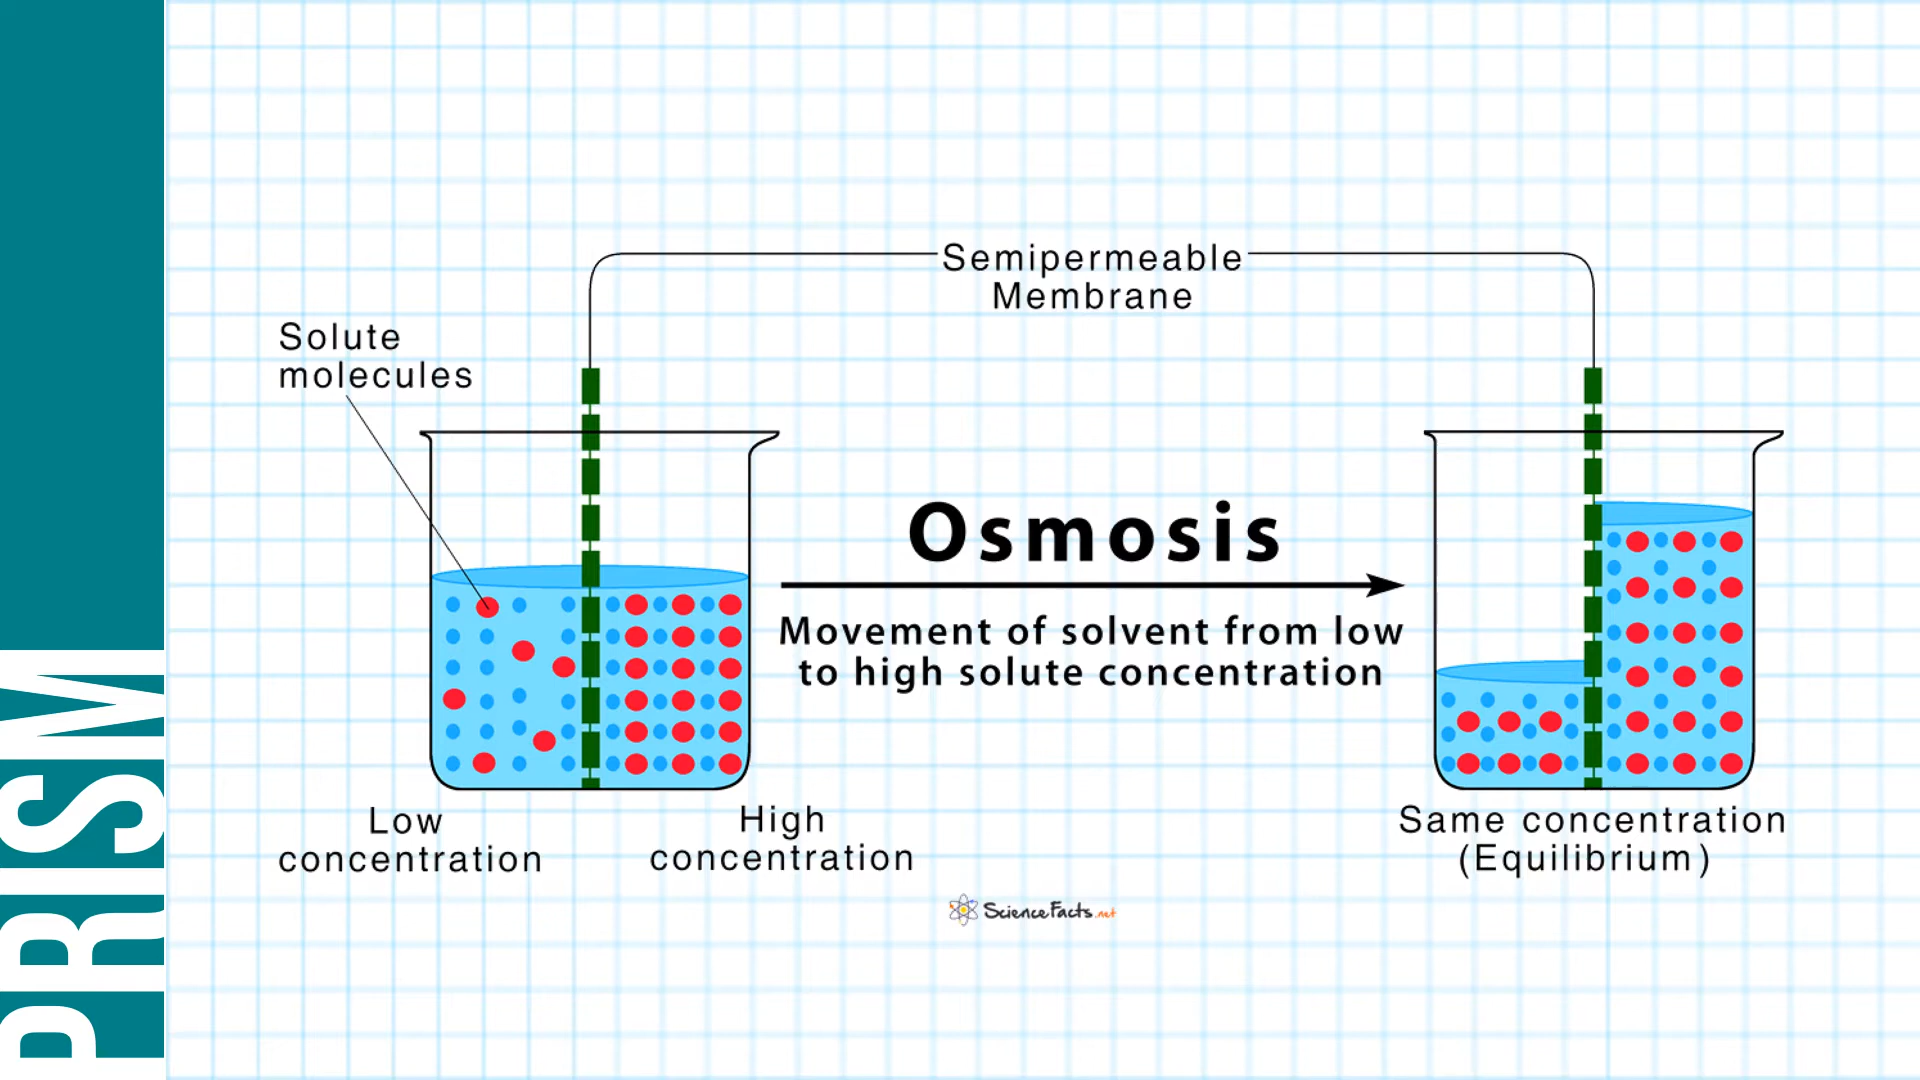 PRISM
Semipermeable
Membrane
Solute
molecules
Osmosis
Movement of solvent from low
to high solute concentration
Low
concentration
High
concentration
Same concentration
(Equilibrium)
ScienceFacts.net